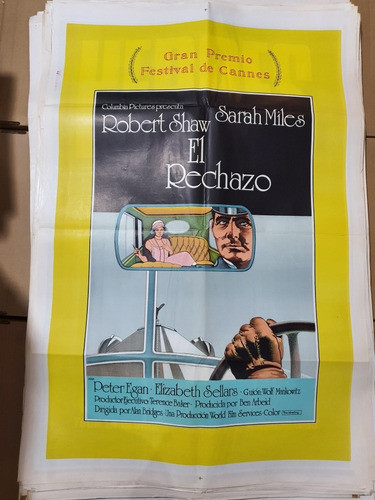 Gran Premio
Festival de Cannes
Columbia Pictures presenta
Robert Shaw Sarah Miles
El
Rechazo
Peter Egan · Elizabeth Sellars · Guión Wolf Mankowitz
Productor Ejecutivo Terence Baker · Producida por Ben Arbeid
Dirigida por Alan Bridges · Una Producción World Film Services · Color